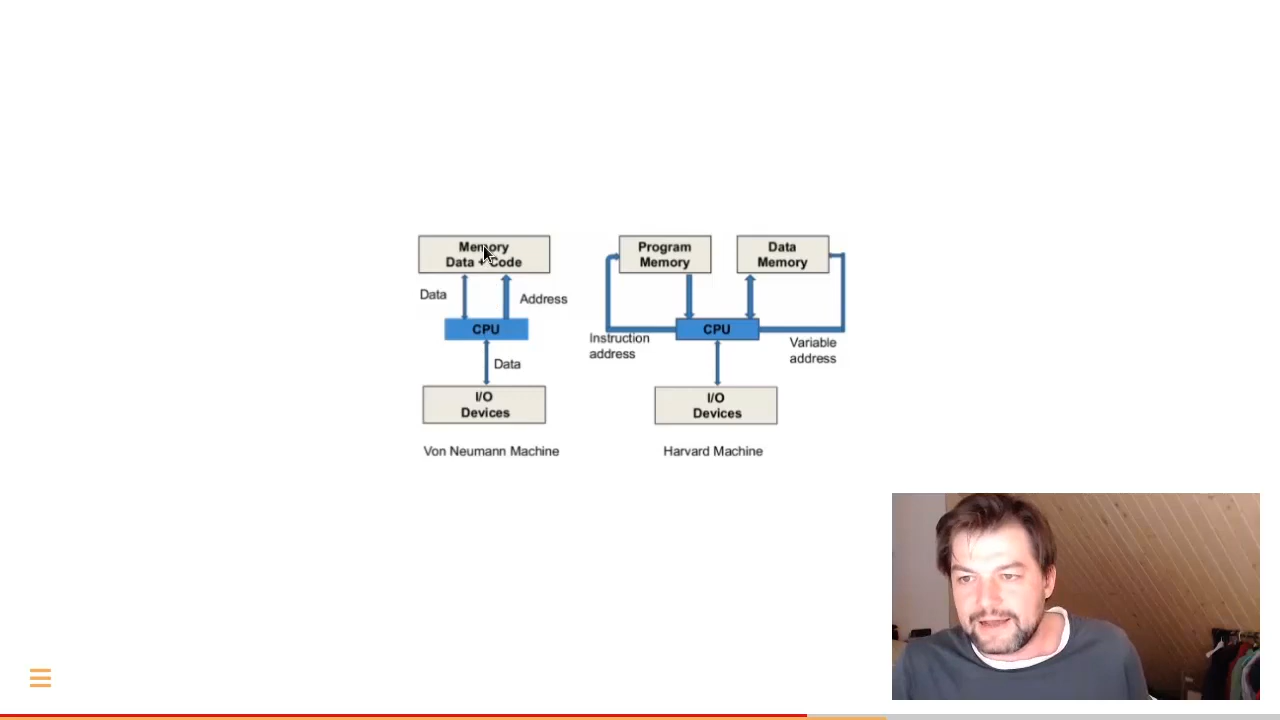 Memory
Data + Code
Data
Address
CPU
Data
I/O
Devices
Von Neumann Machine
Program
Memory
Data
Memory
CPU
Instruction
address
Variable
address
I/O
Devices
Harvard Machine